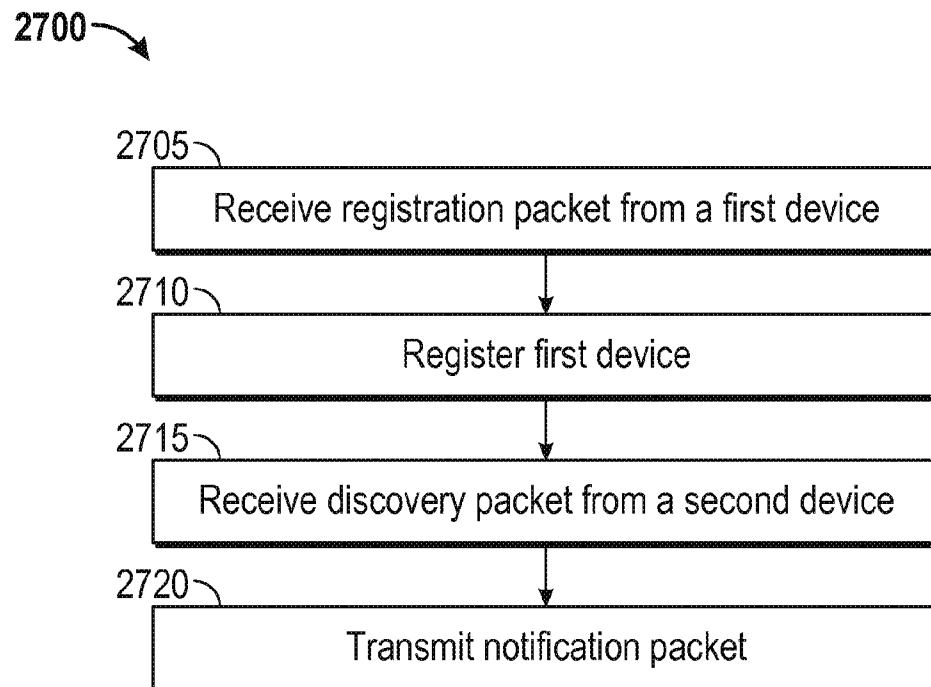 2700
2705
Receive registration packet from a first device
2710
Register first device
2715
Receive discovery packet from a second device
2720
Transmit notification packet